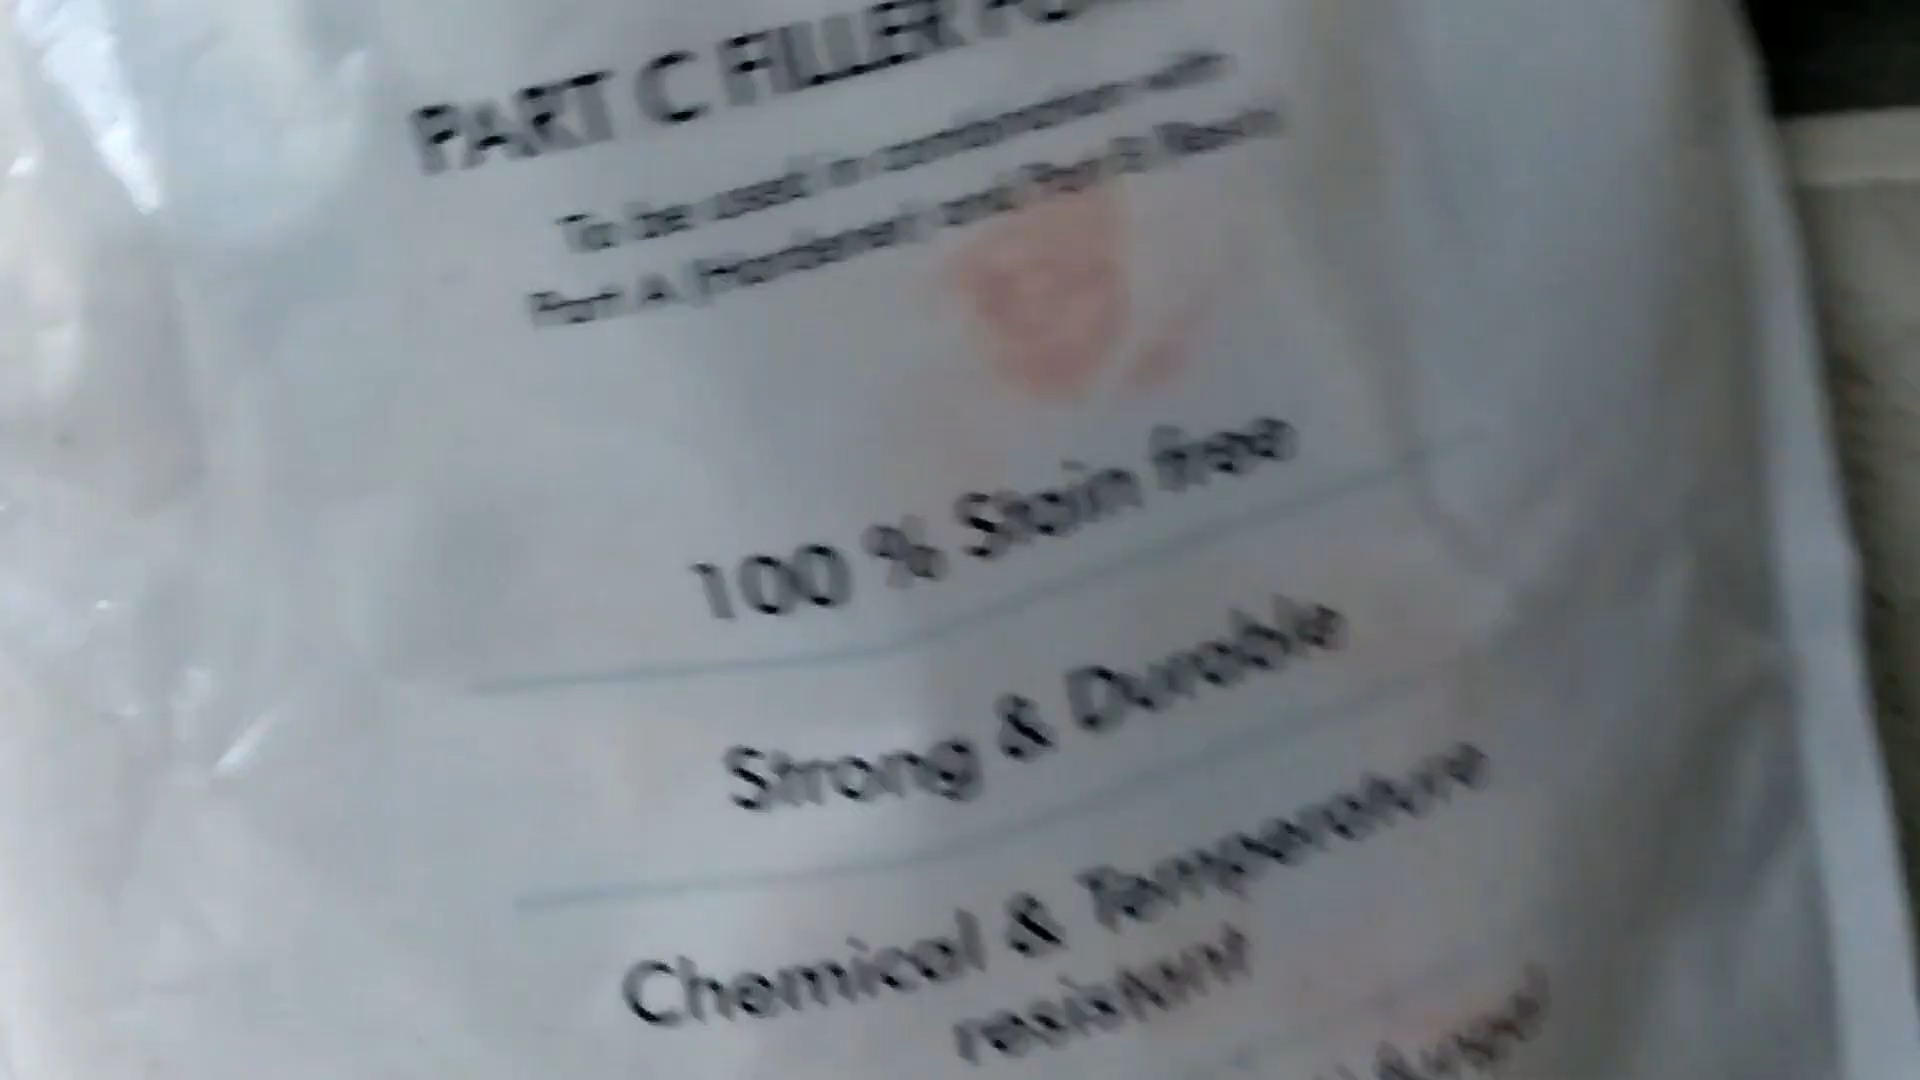 PART C FILLER
To be used in combination with
Part A (Hardener) and Part B Resin
100 % Stain free
Strong & Durable
Chemical & Temperature
resistant